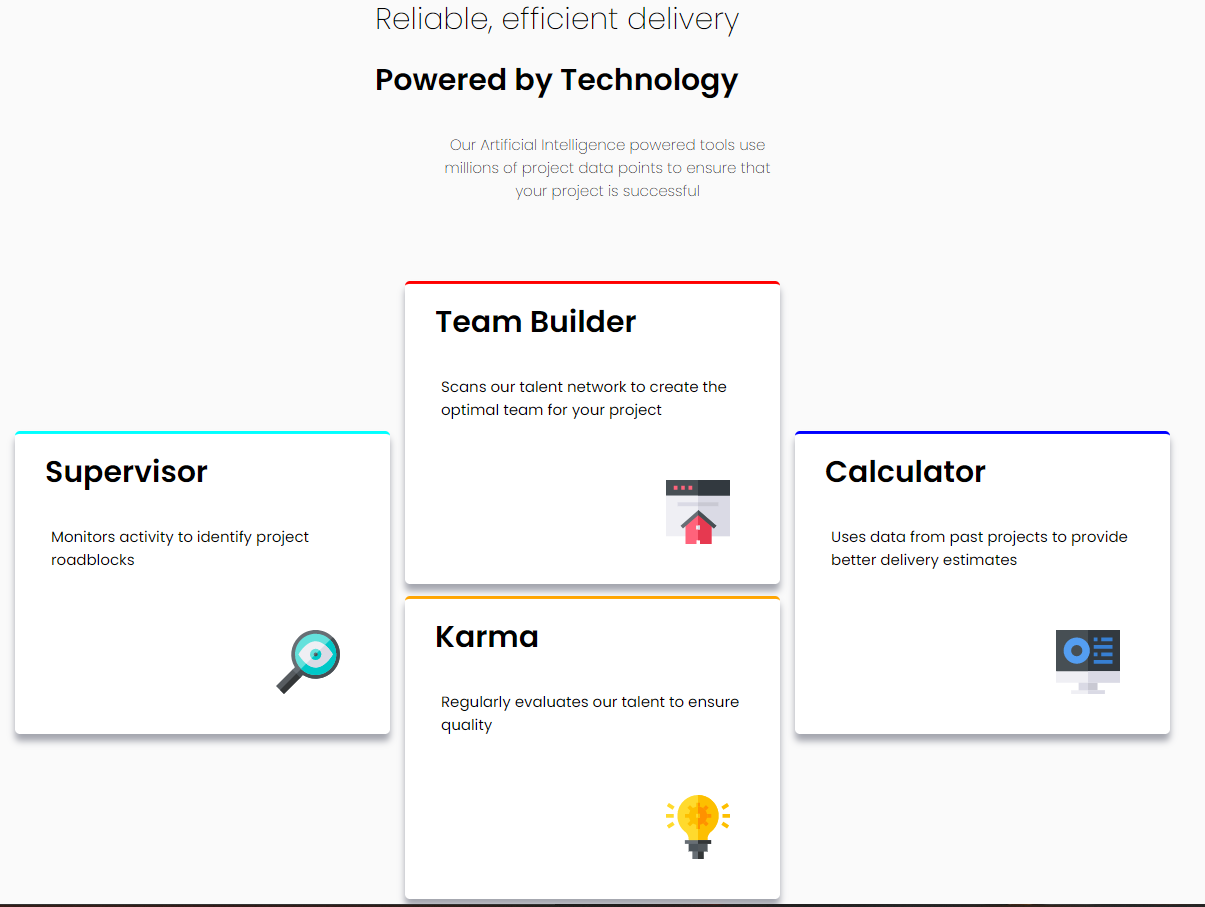 Reliable, efficient delivery
Powered by Technology
Our Artificial Intelligence powered tools use
millions of project data points to ensure that
your project is successful
Team Builder
Scans our talent network to create the
optimal team for your project
Supervisor
Monitors activity to identify project
roadblocks
Calculator
Uses data from past projects to provide
better delivery estimates
Karma
Regularly evaluates our talent to ensure
quality